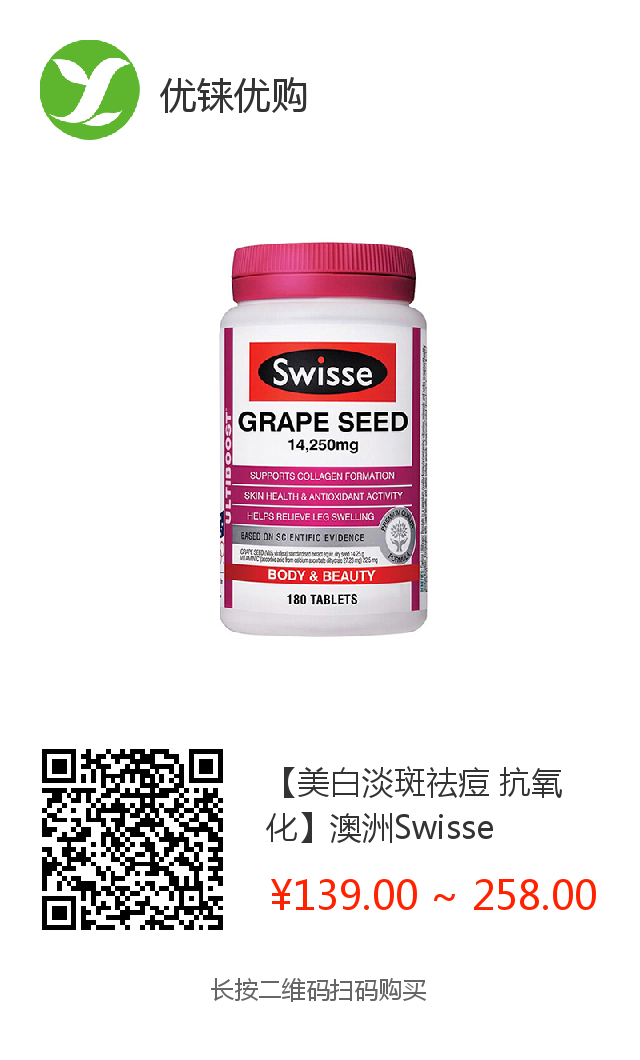 优铼优购
Swisse
GRAPE SEED
14,250mg
ULTIBOOST
SUPPORTS COLLAGEN FORMATION
SKIN HEALTH & ANTIOXIDANT ACTIVITY
HELPS RELIEVE LEG SWELLING
BASED ON SCIENTIFIC EVIDENCE
PREMIUM QUALITY
FORMULA
BODY & BEAUTY
180 TABLETS
【美白淡斑祛痘 抗氧
化】澳洲Swisse
¥139.00 ~ 258.00
长按二维码扫码购买